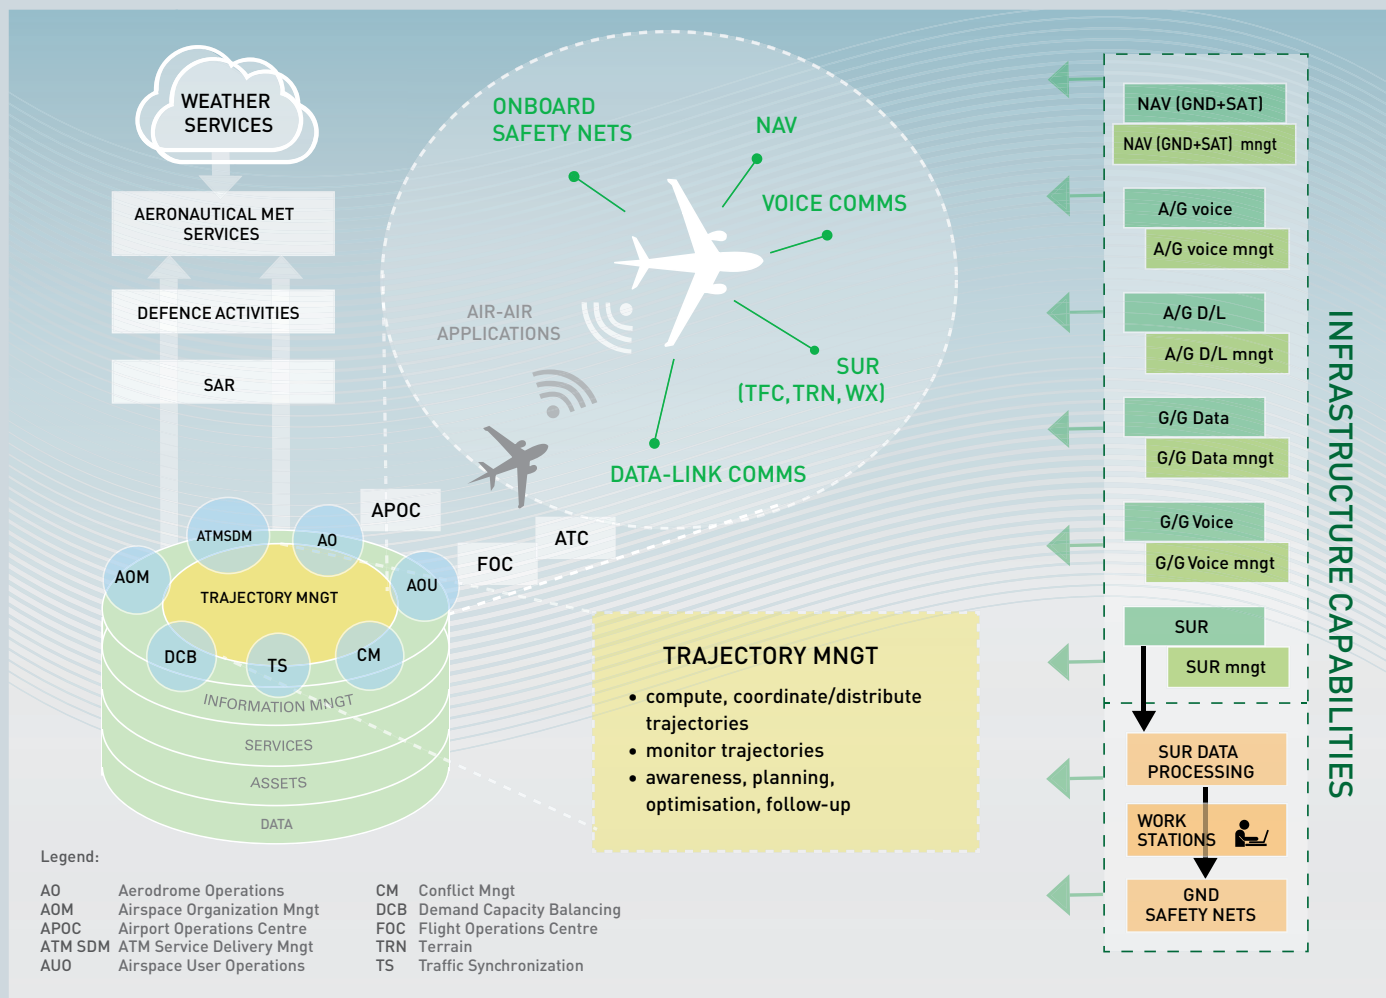 WEATHER
SERVICES
AERONAUTICAL MET
SERVICES
DEFENCE ACTIVITIES
SAR
ONBOARD
SAFETY NETS
NAV
VOICE COMMS
AIR-AIR
APPLICATIONS
SUR
(TFC, TRN, WX)
DATA-LINK COMMS
APOC
ATC
FOC
ATMSDM
AO
AOM
AOU
TRAJECTORY MNGT
DCB
TS
CM
INFORMATION MNGT
SERVICES
ASSETS
DATA
TRAJECTORY MNGT
• compute, coordinate/distribute
trajectories
• monitor trajectories
• awareness, planning,
optimisation, follow-up
NAV (GND+SAT)
NAV (GND+SAT) mngt
A/G voice
A/G voice mngt
A/G D/L
A/G D/L mngt
G/G Data
G/G Data mngt
G/G Voice
G/G Voice mngt
SUR
SUR mngt
SUR DATA
PROCESSING
WORK
STATIONS
GND
SAFETY NETS
INFRASTRUCTURE CAPABILITIES
Legend:
AO Aerodrome Operations
AOM Airspace Organization Mngt
APOC Airport Operations Centre
ATM SDM ATM Service Delivery Mngt
AUO Airspace User Operations
CM Conflict Mngt
DCB Demand Capacity Balancing
FOC Flight Operations Centre
TRN Terrain
TS Traffic Synchronization